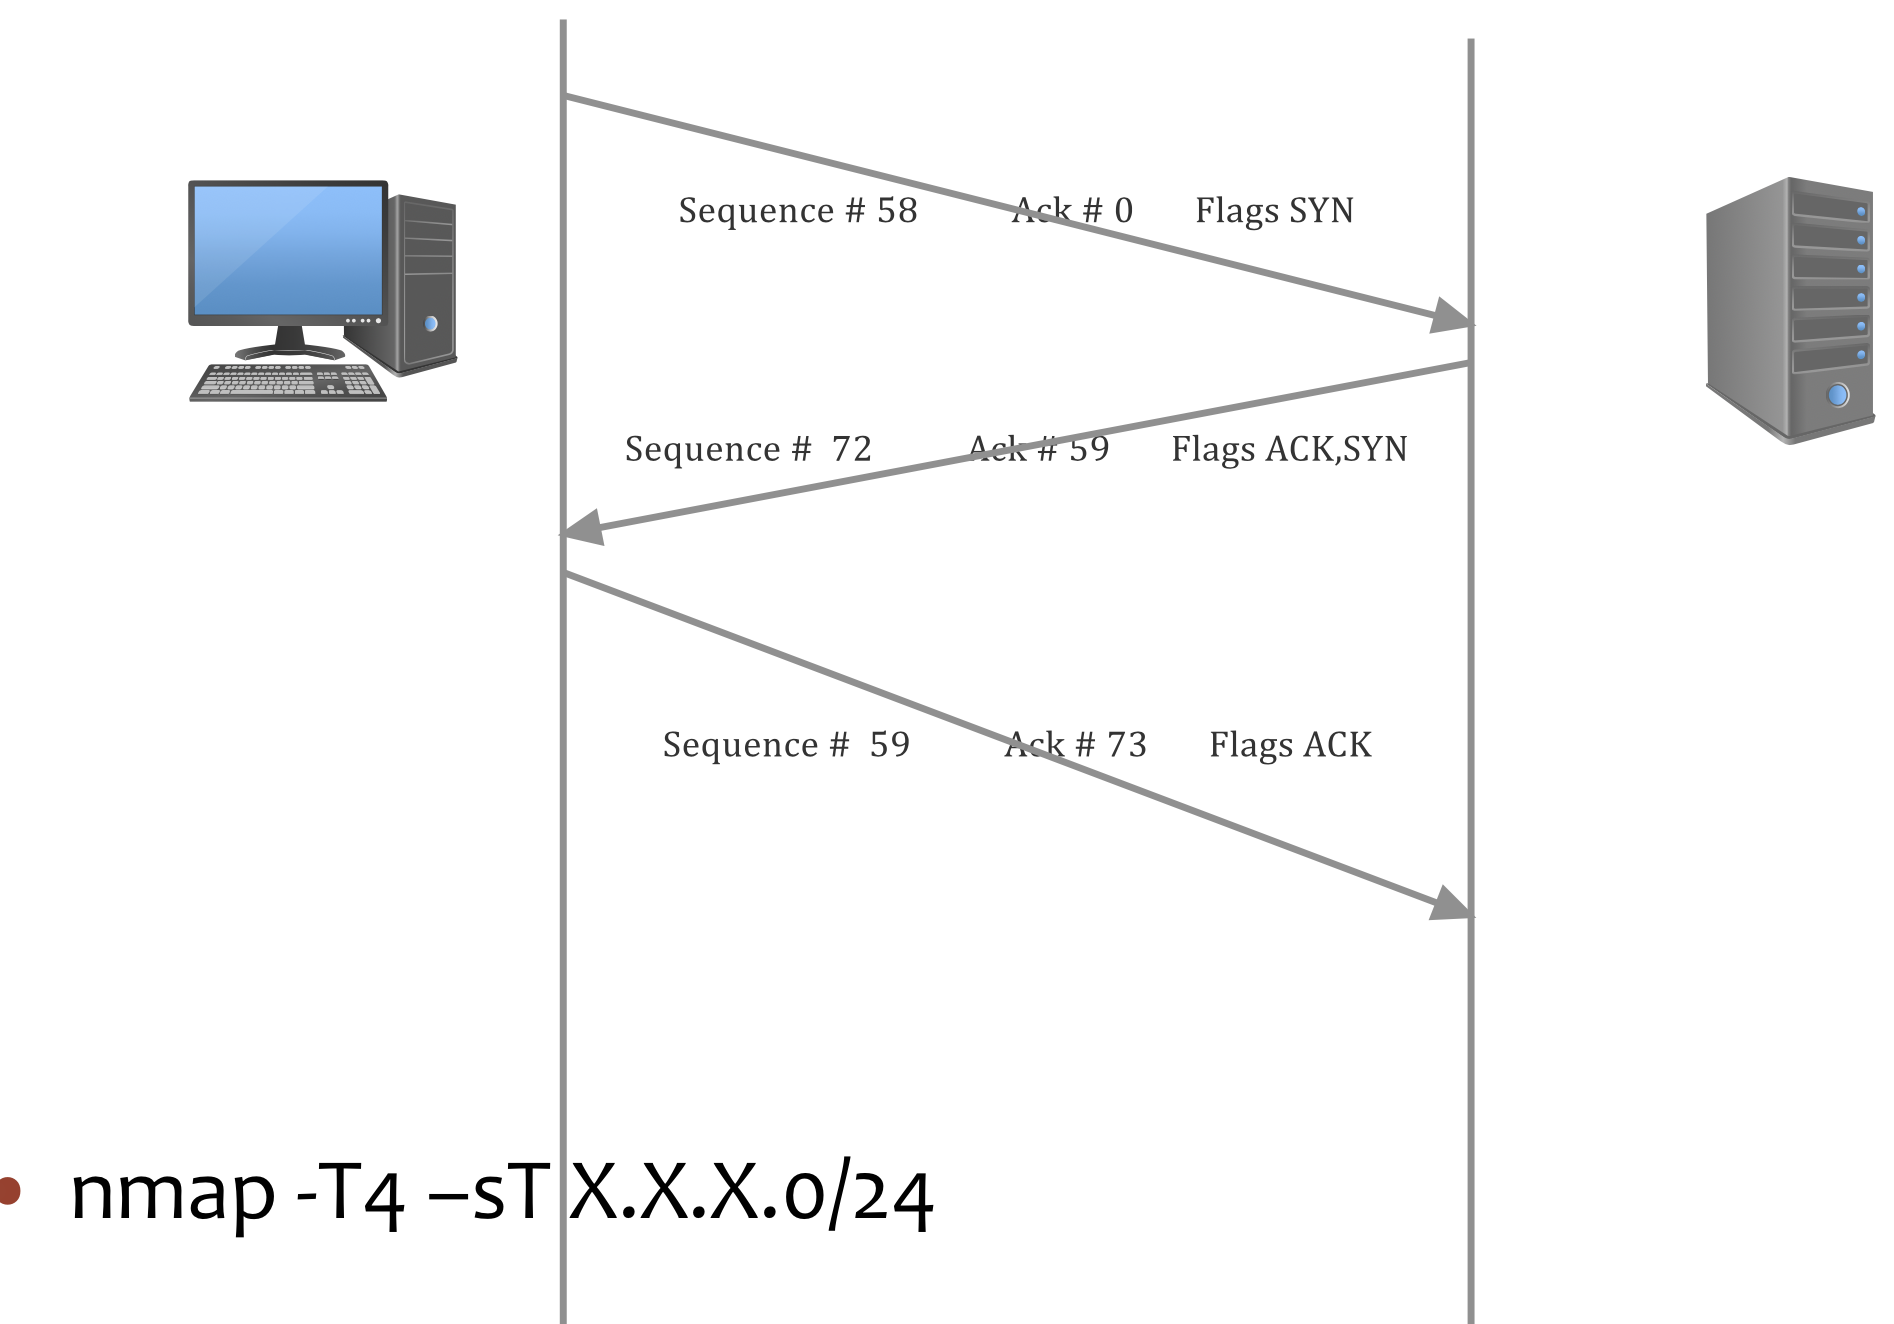 Sequence # 58 Ack # 0 Flags SYN
Sequence # 72 Ack # 59 Flags ACK,SYN
Sequence # 59 Ack # 73 Flags ACK
• nmap -T4 –sT X.X.X.0/24